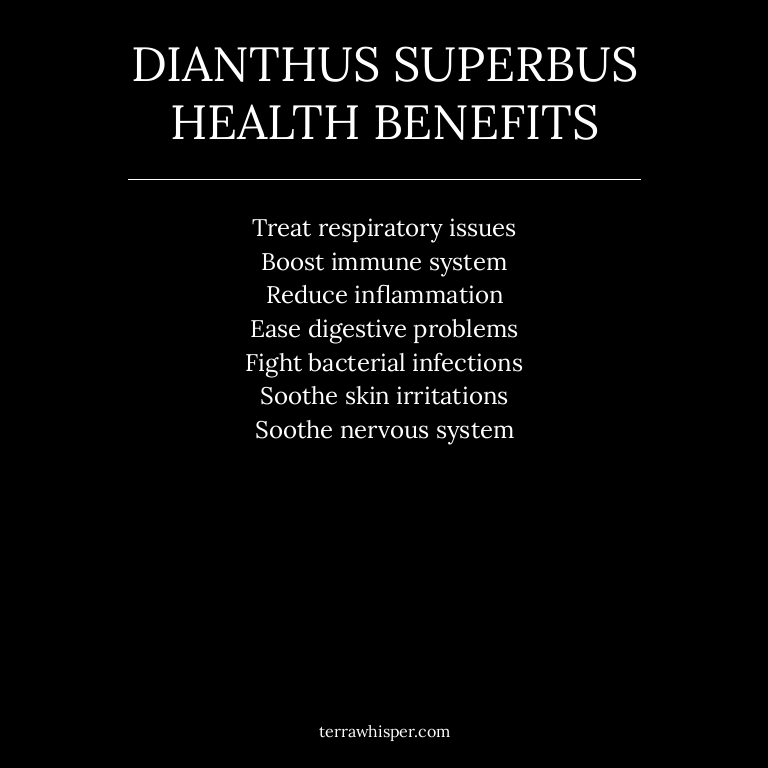 DIANTHUS SUPERBUS
HEALTH BENEFITS
Treat respiratory issues
Boost immune system
Reduce inflammation
Ease digestive problems
Fight bacterial infections
Soothe skin irritations
Soothe nervous system
terrawhisper.com